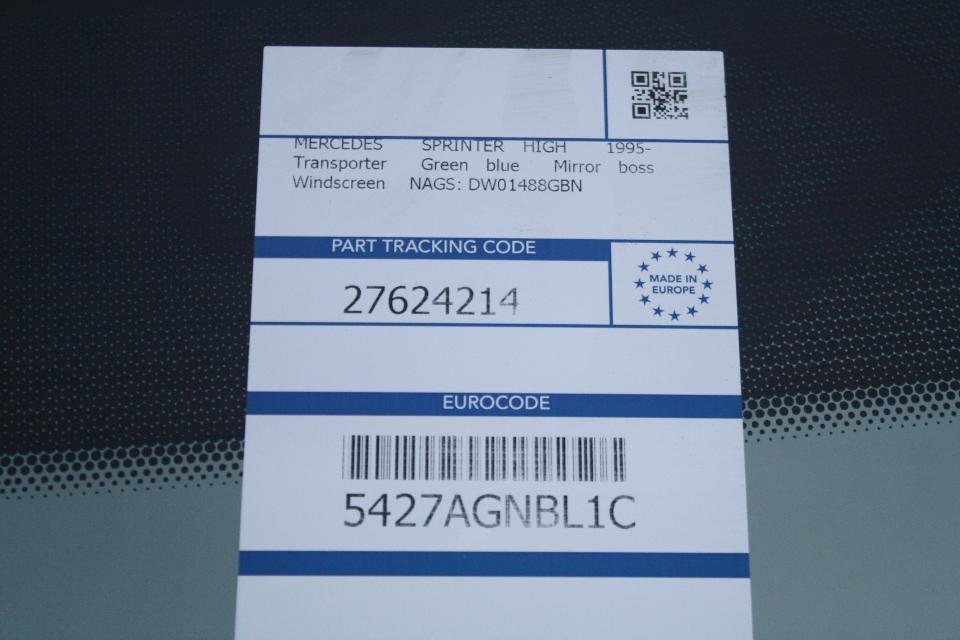 MERCEDES SPRINTER HIGH 1995-
Transporter Green blue Mirror boss
Windscreen NAGS: DW01488GBN
PART TRACKING CODE
27624214
MADE IN
EUROPE
EUROCODE
5427AGNBL1C